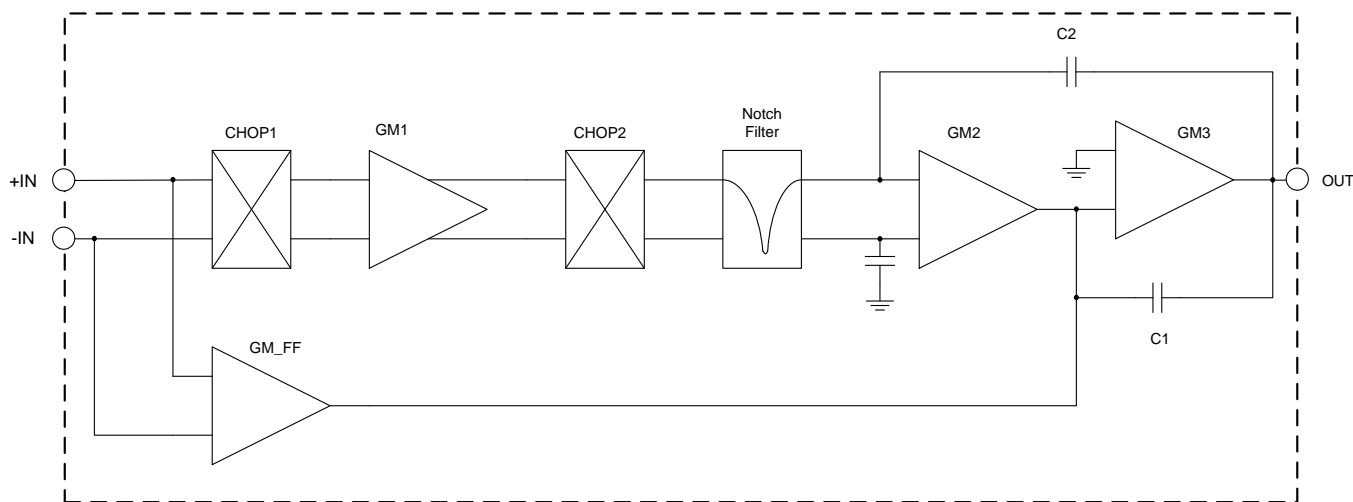 C2
Notch
Filter
CHOP1
GM1
CHOP2
GM2
GM3
+IN
OUT
-IN
C1
GM_FF